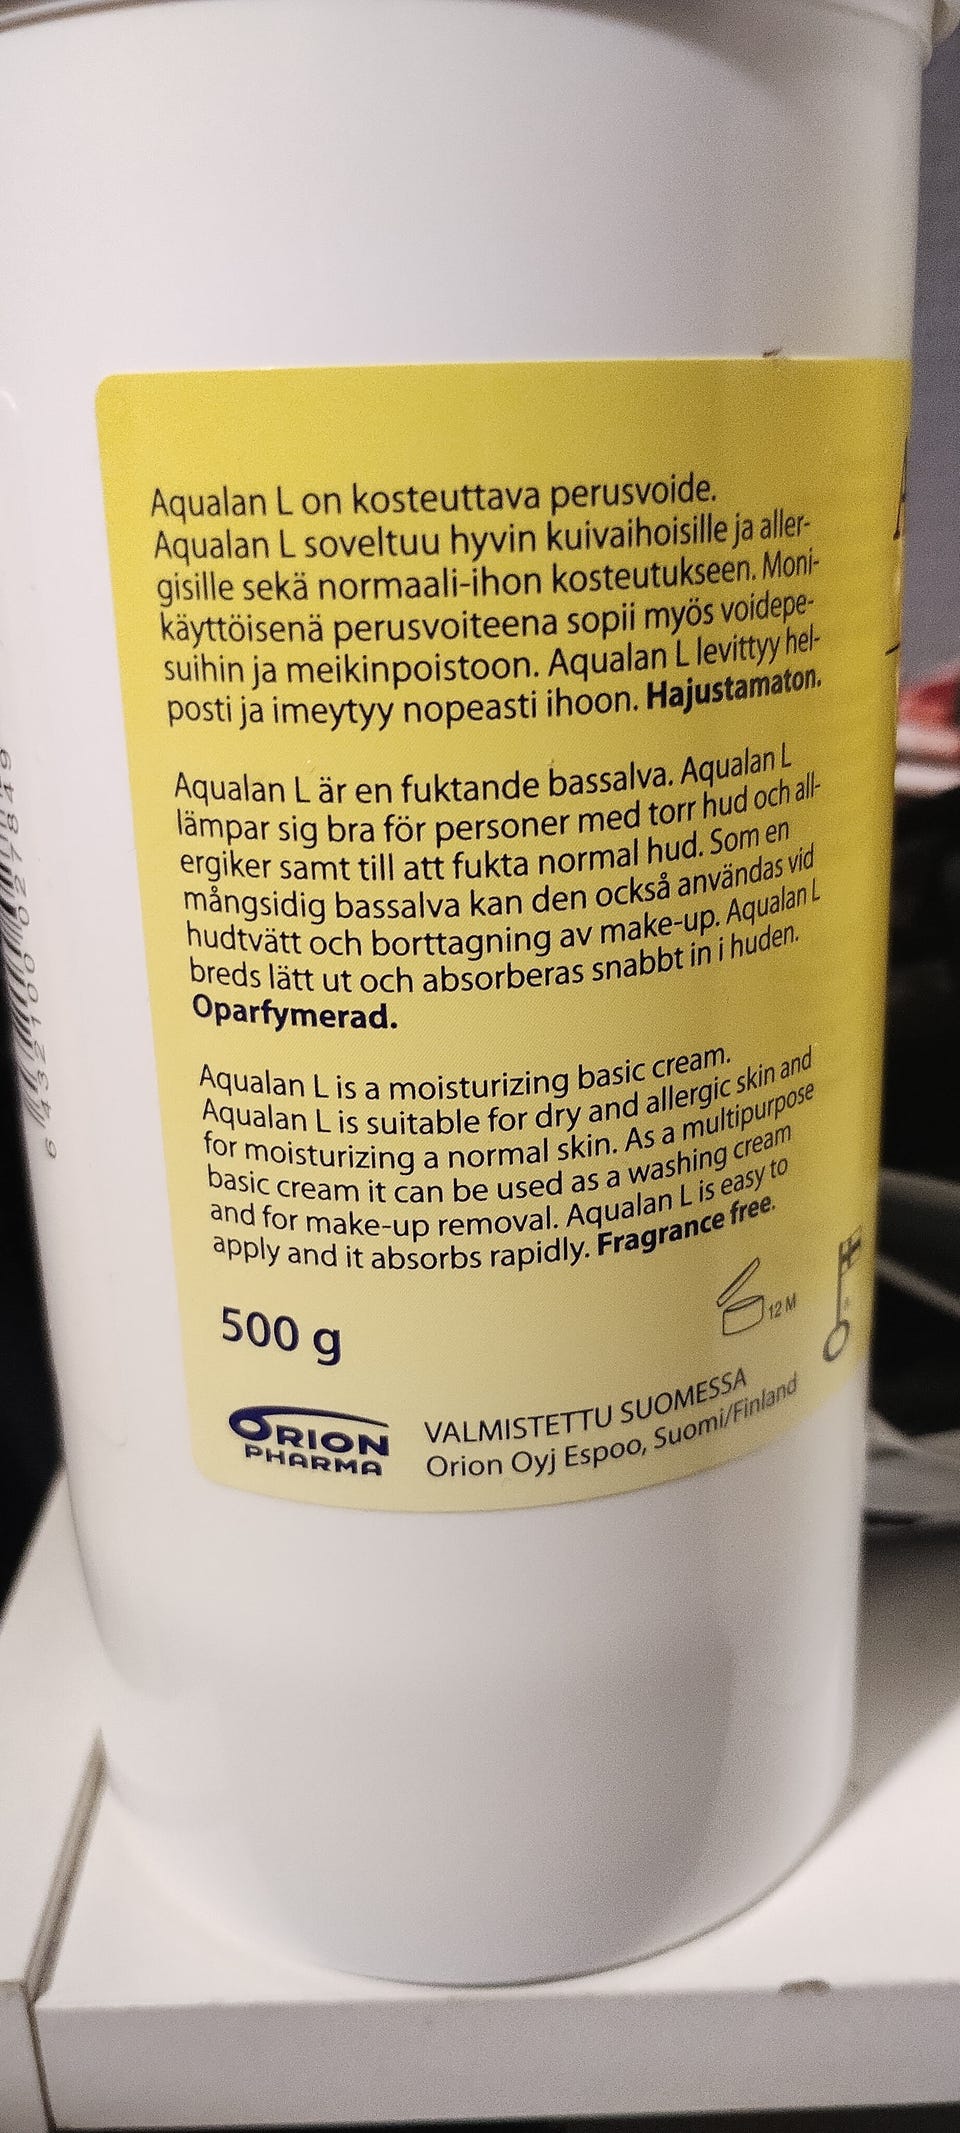 Aqualan L on kosteuttava perusvoide.
Aqualan L soveltuu hyvin kuivaihoisille ja aller-
gisille sekä normaali-ihon kosteutukseen. Moni-
käyttöisenä perusvoiteena sopii myös voidepe-
suihin ja meikinpoistoon. Aqualan L levittyy hel-
posti ja imeytyy nopeasti ihoon. Hajustamaton.
Aqualan L är en fuktande bassalva. Aqualan L
lämpar sig bra för personer med torr hud och all-
ergiker samt till att fukta normal hud. Som en
mångsidig bassalva kan den också användas vid
hudtvätt och borttagning av make-up. Aqualan L
breds lätt ut och absorberas snabbt in i huden.
Oparfymerad.
Aqualan L is a moisturizing basic cream.
Aqualan L is suitable for dry and allergic skin and
for moisturizing a normal skin. As a multipurpose
basic cream it can be used as a washing cream
and for make-up removal. Aqualan L is easy to
apply and it absorbs rapidly. Fragrance free.
12 M
500 g
ORION
PHARMA
VALMISTETTU SUOMESSA
Orion Oyj Espoo, Suomi/Finland
6 432100 027849